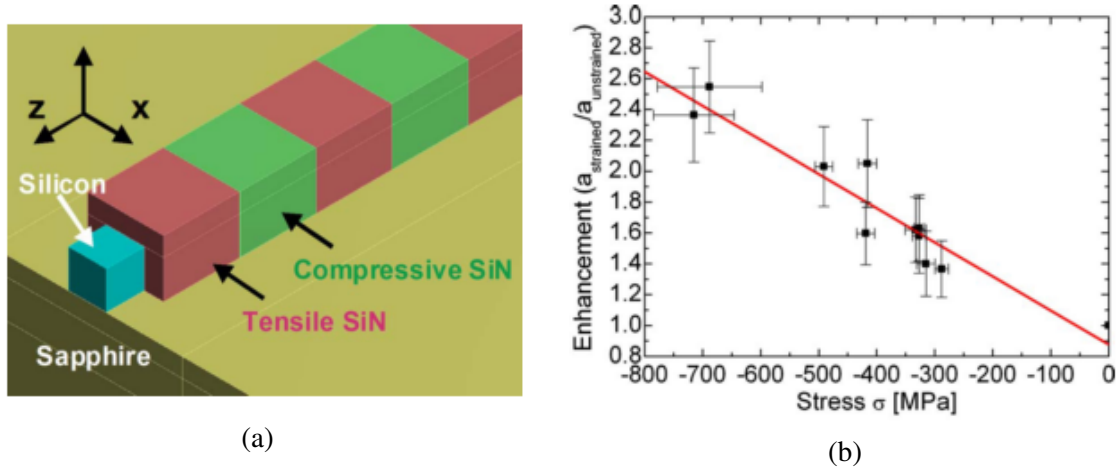 z
x
Silicon
Compressive SiN
Tensile SiN
Sapphire
(a)
Enhancement (a_strained/a_unstrained)
3.0
2.8
2.6
2.4
2.2
2.0
1.8
1.6
1.4
1.2
1.0
0.8
-800 -700 -600 -500 -400 -300 -200 -100 0
Stress σ [MPa]
(b)